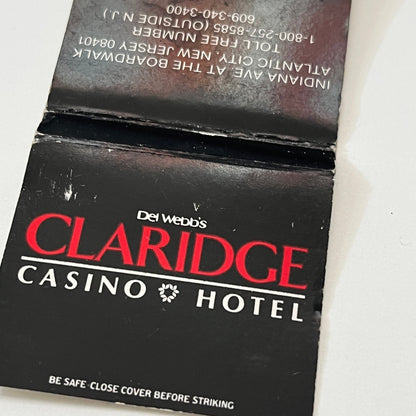 INDIANA AVE. AT THE BOARDWALK
ATLANTIC CITY, NEW JERSEY 08401
TOLL FREE NUMBER
1-800-257-8585 (OUTSIDE N.J.)
609-340-3400
Del Webb's
CLARIDGE
CASINO HOTEL
BE SAFE-CLOSE COVER BEFORE STRIKING